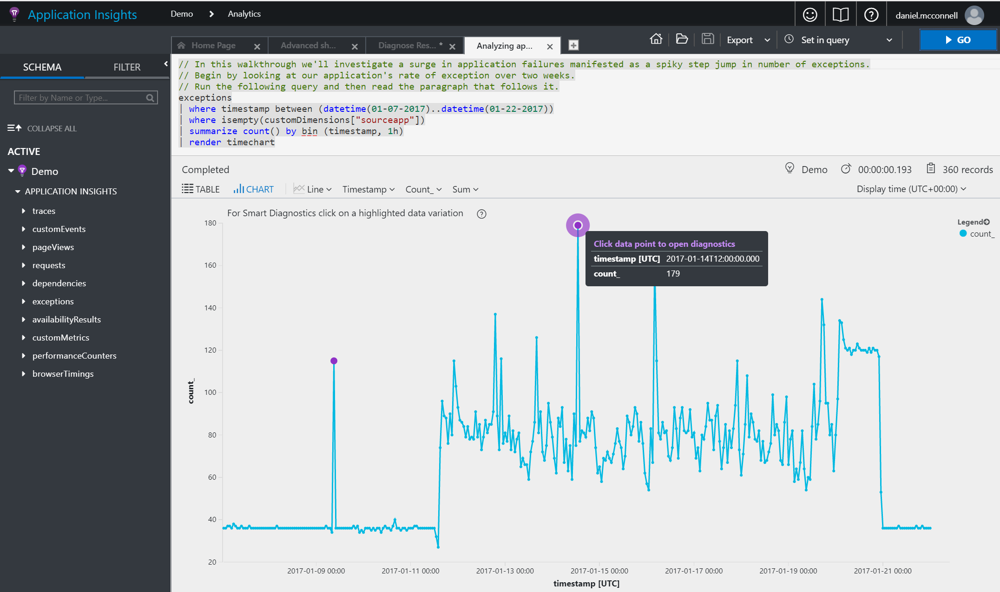 Application Insights Demo Analytics daniel.mcconnell
Home Page Advanced sh... Diagnose Res... * Analyzing ap... Export Set in query GO
SCHEMA FILTER
Filter by Name or Type...
COLLAPSE ALL
ACTIVE
Demo
APPLICATION INSIGHTS
traces
customEvents
pageViews
requests
dependencies
exceptions
availabilityResults
customMetrics
performanceCounters
browserTimings
// In this walkthrough we'll investigate a surge in application failures manifested as a spiky step jump in number of exceptions.
// Begin by looking at our application's rate of exception over two weeks.
// Run the following query and then read the paragraph that follows it.
exceptions
| where timestamp between (datetime(01-07-2017)..datetime(01-22-2017))
| where isempty(customDimensions["sourceapp"])
| summarize count() by bin (timestamp, 1h)
| render timechart
Completed Demo 00:00:00.193 360 records
TABLE CHART Line Timestamp Count_ Sum Display time (UTC+00:00)
For Smart Diagnostics click on a highlighted data variation ?
Legend
count_
Click data point to open diagnostics
timestamp [UTC] 2017-01-14T12:00:00.000
count_ 179
180
160
140
120
100
80
60
40
20
count_
2017-01-09 00:00 2017-01-11 00:00 2017-01-13 00:00 2017-01-15 00:00 2017-01-17 00:00 2017-01-19 00:00 2017-01-21 00:00
timestamp [UTC]